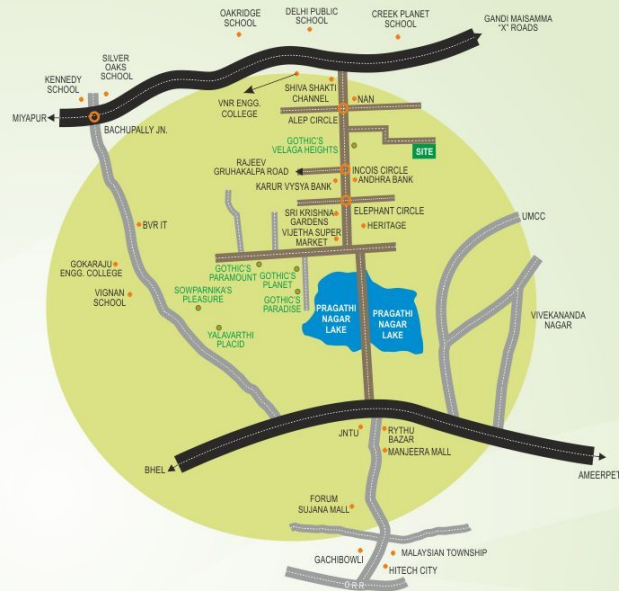 OAKRIDGE
SCHOOL
DELHI PUBLIC
SCHOOL
CREEK PLANET
SCHOOL
GANDI MAISAMMA
"X" ROADS
SILVER
OAKS
SCHOOL
KENNEDY
SCHOOL
MIYAPUR
BACHUPALLY JN.
VNR ENGG.
COLLEGE
SHIVA SHAKTI
CHANNEL
NAN
ALEP CIRCLE
GOTHIC'S
VELAGA HEIGHTS
SITE
RAJEEV
GRUHAKALPA ROAD
INCOIS CIRCLE
ANDHRA BANK
KARUR VYSYA BANK
SRI KRISHNA
GARDENS
ELEPHANT CIRCLE
VIJETHA SUPER
MARKET
HERITAGE
UMCC
BVR IT
GOKARAJU
ENGG. COLLEGE
VIGNAN
SCHOOL
GOTHIC'S
PARAMOUNT
GOTHIC'S
PLANET
SOWPARNIKA'S
PLEASURE
GOTHIC'S
PARADISE
YALAVARTHI
PLACID
PRAGATHI
NAGAR
LAKE
PRAGATHI
NAGAR
LAKE
VIVEKANANDA
NAGAR
JNTU
RYTHU
BAZAR
MANJEERA MALL
BHEL
AMEERPET
FORUM
SUJANA MALL
GACHIBOWLI
MALAYSIAN TOWNSHIP
HITECH CITY
ORR